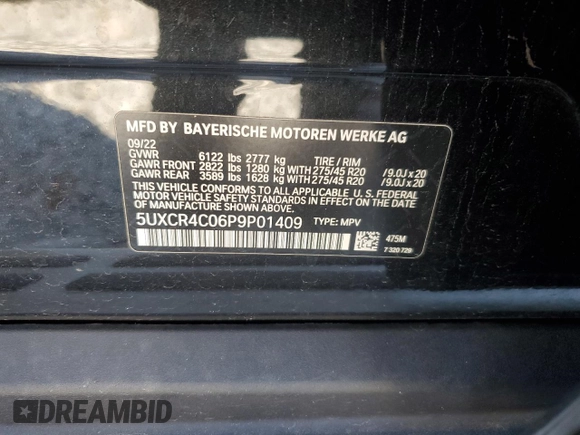 MFD BY BAYERISCHE MOTOREN WERKE AG
09/22
GVWR 6122 lbs 2777 kg TIRE / RIM
GAWR FRONT 2822 lbs 1280 kg WITH 275/45 R20 /9.0J x 20
GAWR REAR 3589 lbs 1628 kg WITH 275/45 R20 /9.0J x 20
THIS VEHICLE CONFORMS TO ALL APPLICABLE U. S. FEDERAL
MOTOR VEHICLE SAFETY STANDARDS IN EFFECT ON THE DATE
OF MANUFACTURE SHOWN ABOVE.
5UXCR4C06P9P01409 TYPE: MPV
475M
7 320 728
DREAMBID